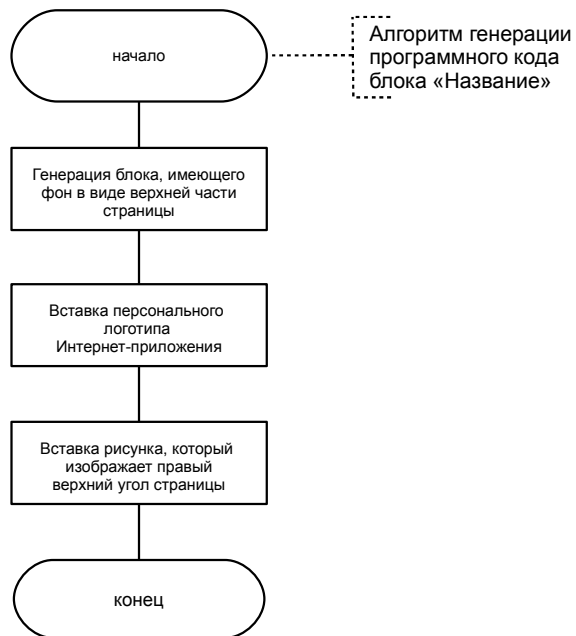 начало
Алгоритм генерации
программного кода
блока «Название»
Генерация блока, имеющего
фон в виде верхней части
страницы
Вставка персонального
логотипа
Интернет-приложения
Вставка рисунка, который
изображает правый
верхний угол страницы
конец